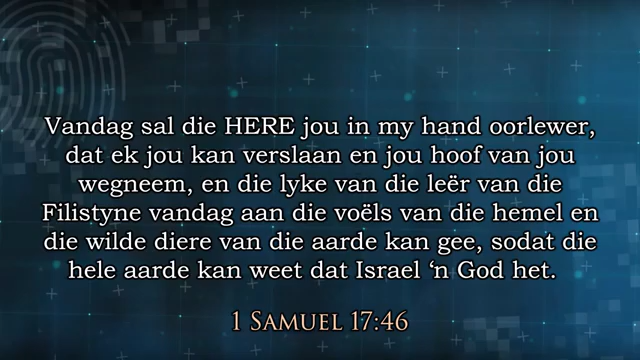 Vandag sal die HERE jou in my hand oorlewer,
dat ek jou kan verslaan en jou hoof van jou
wegneem, en die lyke van die leër van die
Filistyne vandag aan die voëls van die hemel en
die wilde diere van die aarde kan gee, sodat die
hele aarde kan weet dat Israel ‘n God het.
1 Samuel 17:46